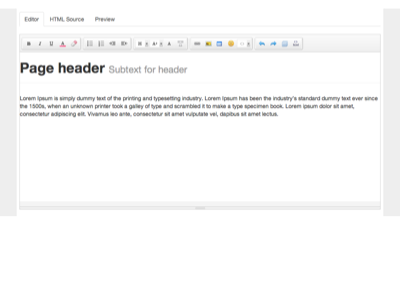 Editor HTML Source Preview
B I U A
Page header Subtext for header
Lorem Ipsum is simply dummy text of the printing and typesetting industry. Lorem Ipsum has been the industry's standard dummy text ever since
the 1500s, when an unknown printer took a galley of type and scrambled it to make a type specimen book. Lorem ipsum dolor sit amet,
consectetur adipiscing elit. Vivamus leo ante, consectetur sit amet vulputate vel, dapibus sit amet lectus.